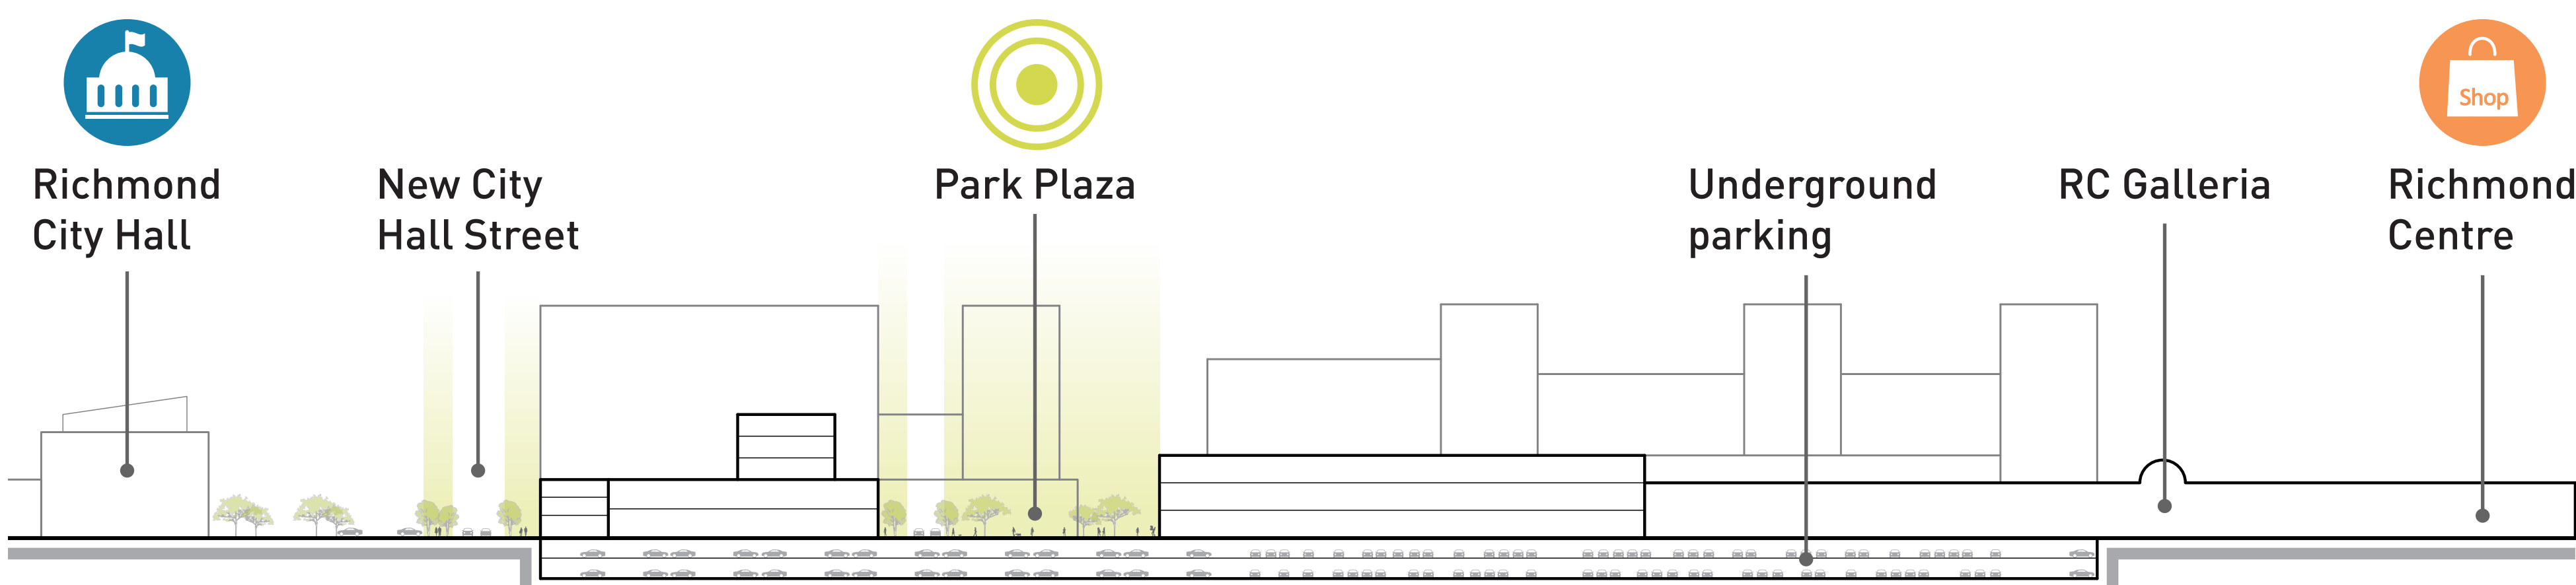 Shop
Richmond
City Hall
New City
Hall Street
Park Plaza
Underground
parking
RC Galleria
Richmond
Centre